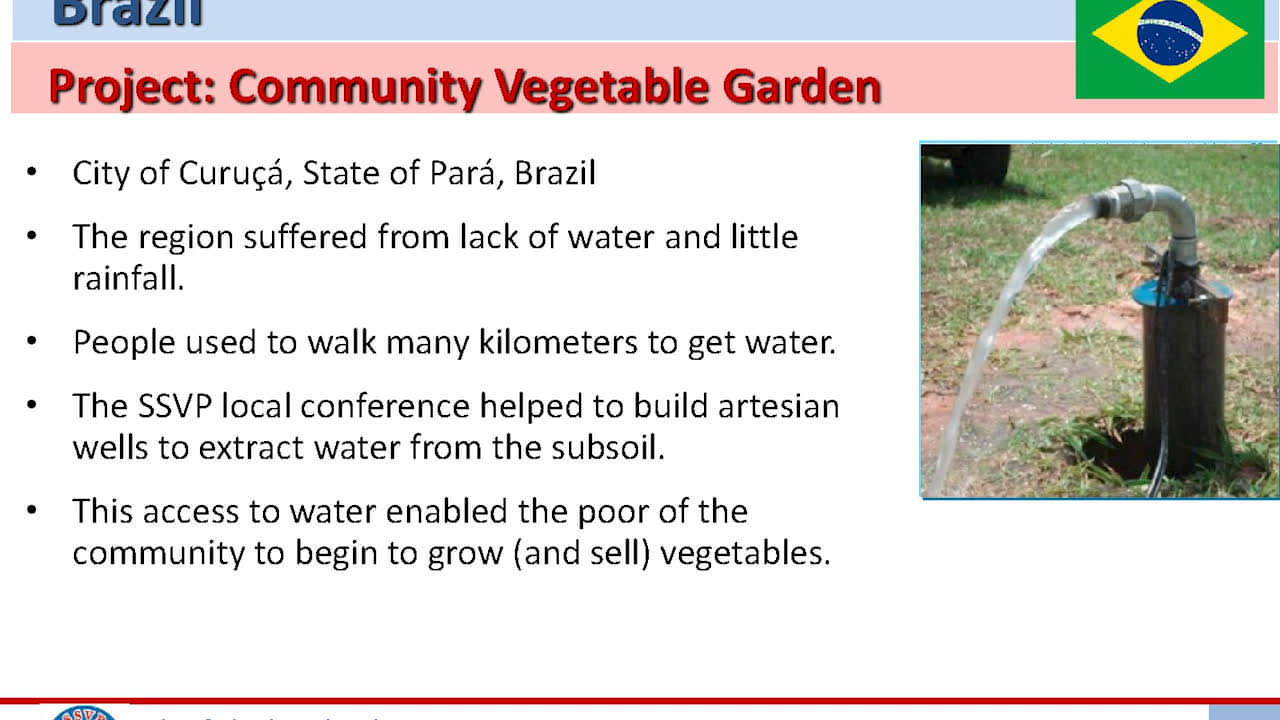 Brazil
Project: Community Vegetable Garden
• City of Curuçá, State of Pará, Brazil
• The region suffered from lack of water and little
rainfall.
• People used to walk many kilometers to get water.
• The SSVP local conference helped to build artesian
wells to extract water from the subsoil.
• This access to water enabled the poor of the
community to begin to grow (and sell) vegetables.
SSVP